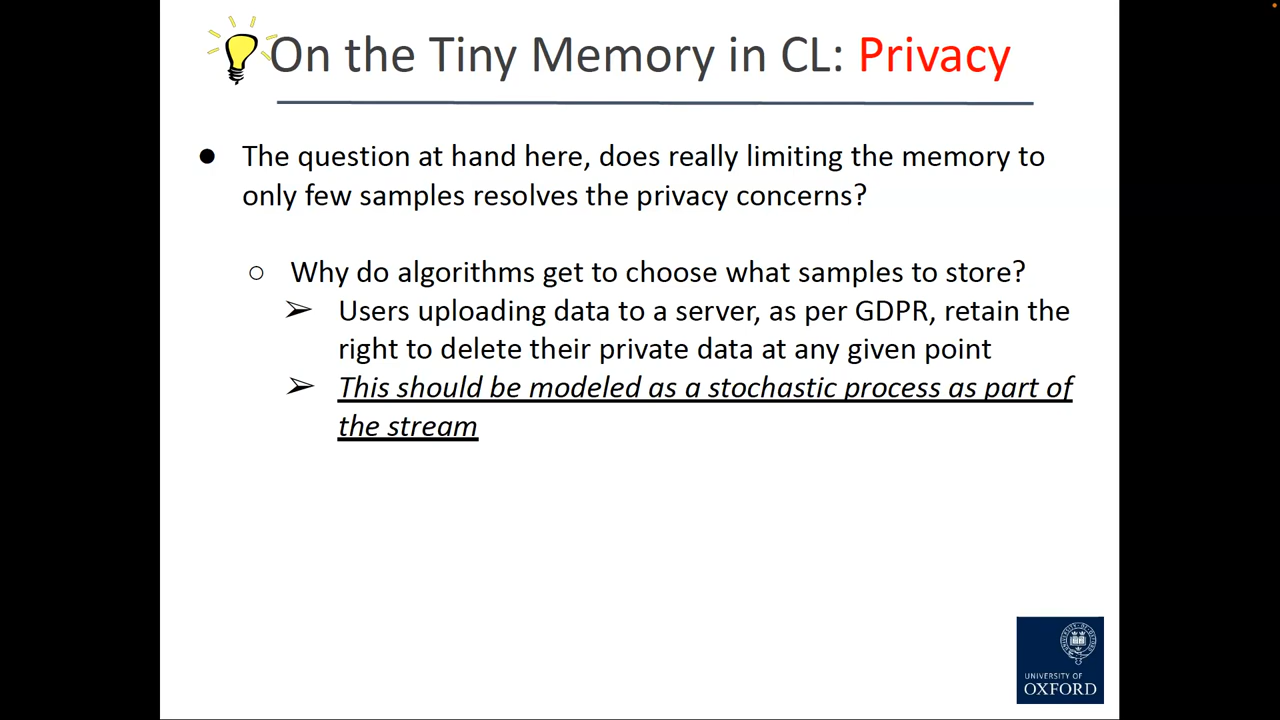 On the Tiny Memory in CL: Privacy
● The question at hand here, does really limiting the memory to
only few samples resolves the privacy concerns?
○ Why do algorithms get to choose what samples to store?
➢ Users uploading data to a server, as per GDPR, retain the
right to delete their private data at any given point
➢ This should be modeled as a stochastic process as part of
the stream
UNIVERSITY OF
OXFORD